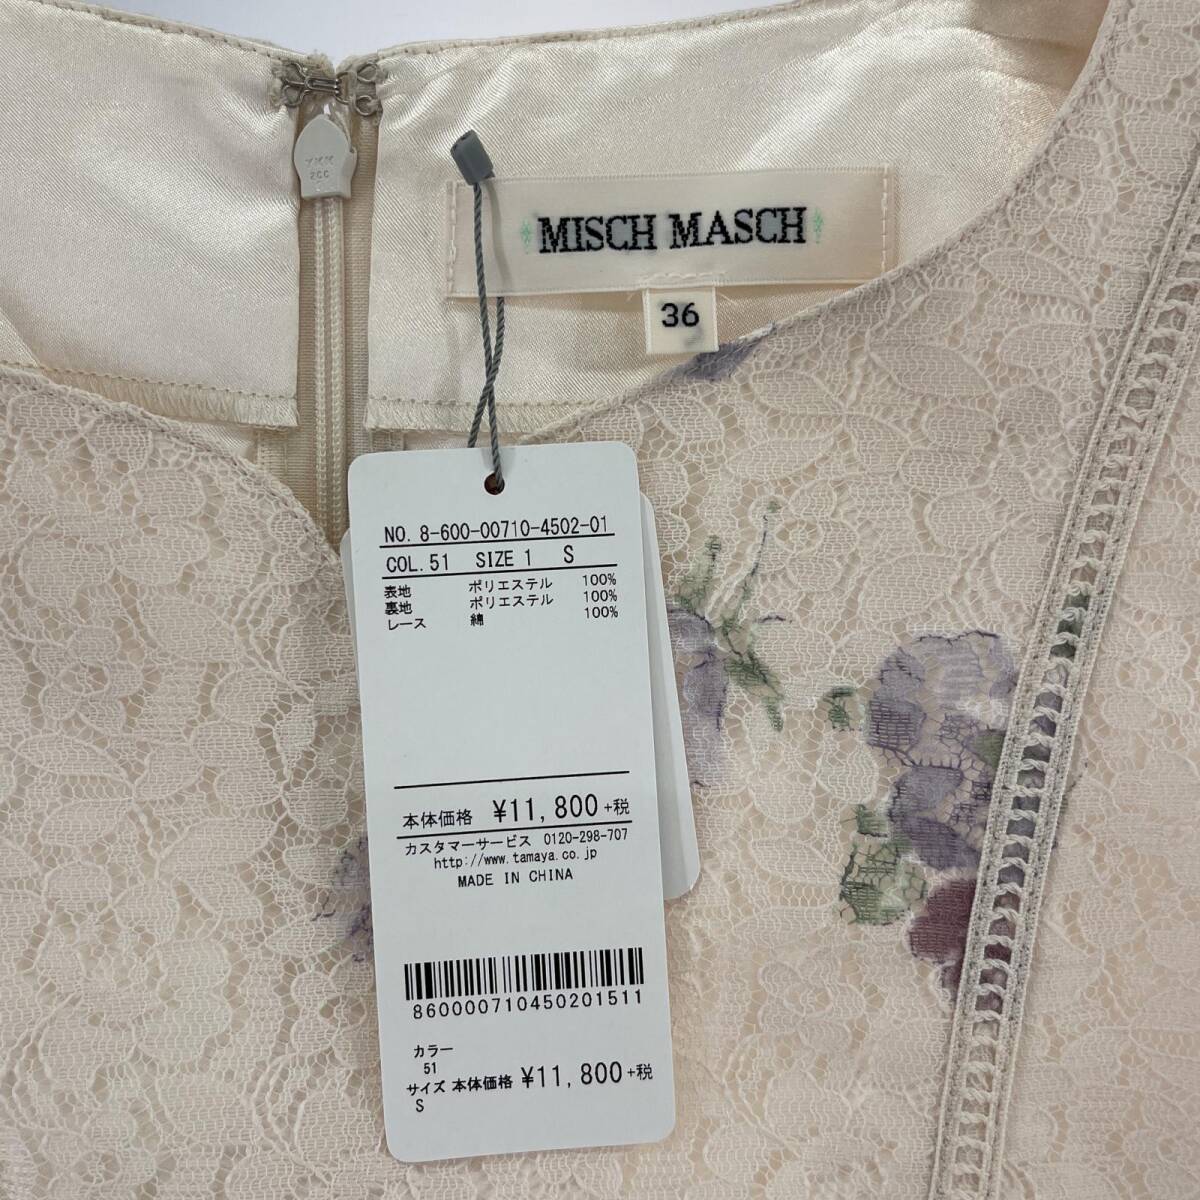 YKK
2CC
MISCH MASCH
36
NO. 8-600-00710-4502-01
COL. 51 SIZE 1 S
表地 ポリエステル 100%
裏地 ポリエステル 100%
レース 綿 100%
本体価格 ¥11,800 +税
カスタマーサービス 0120-298-707
http://www.tamaya.co.jp
MADE IN CHINA
860000710450201511
カラー
51
サイズ 本体価格 ¥11,800 +税
S